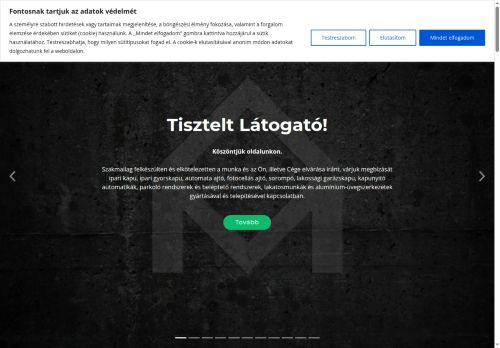 Fontosnak tartjuk az adatok védelmét
A személyre szabott hirdetések vagy tartalmak megjelenítése, a böngészési élmény fokozása, valamint a forgalom
elemzése érdekében sütiket (cookie) használunk. A „Mindet elfogadom” gombra kattintva hozzájárul a sütik
használatához. Testreszabhatja, hogy milyen sütitípusokat fogad el. A cookie-k elutasításával anonim módon adatokat
dolgozhatunk fel a weboldalon.
Testreszabom
Elutasítom
Mindet elfogadom
Tisztelt Látogató!
Köszöntjük oldalunkon.
Szakmailag felkészülten és elkötelezetten a munka és az Ön, illetve Cége elvárása iránt, várjuk megbízását
ipari kapu, ipari gyorskapu, automata ajtó, fotocellás ajtó, sorompó, lakossági garázskapu, kapunyitó
automatikák, parkoló rendszerek és beléptető rendszerek, lakatosmunkák és alumínium-üvegszerkezetek
gyártásával és telepítésével kapcsolatban.
Tovább